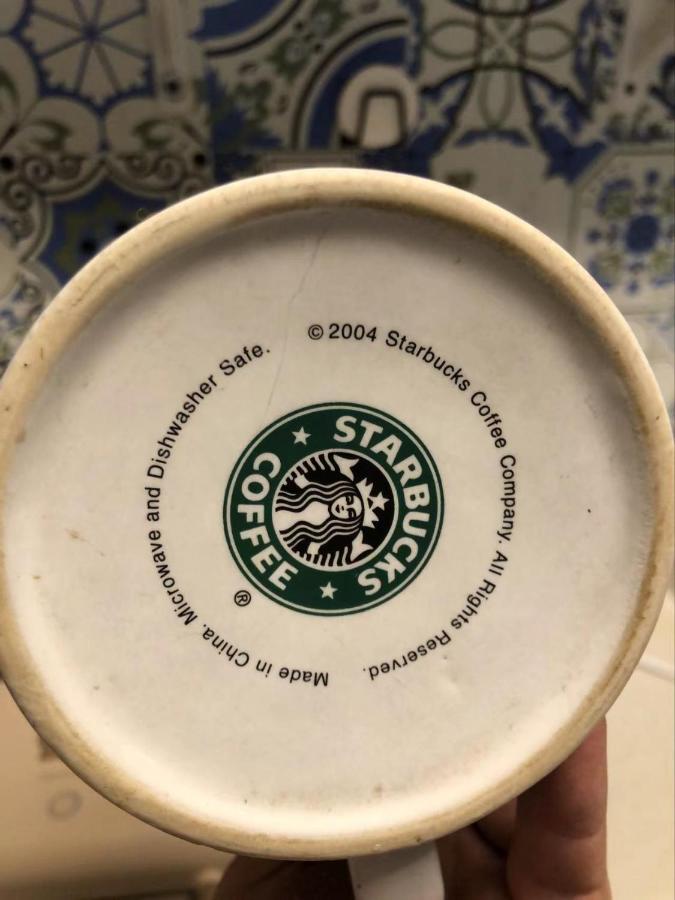 © 2004 Starbucks Coffee Company. All Rights Reserved.
Made in China. Microwave and Dishwasher Safe.
STARBUCKS
COFFEE
®